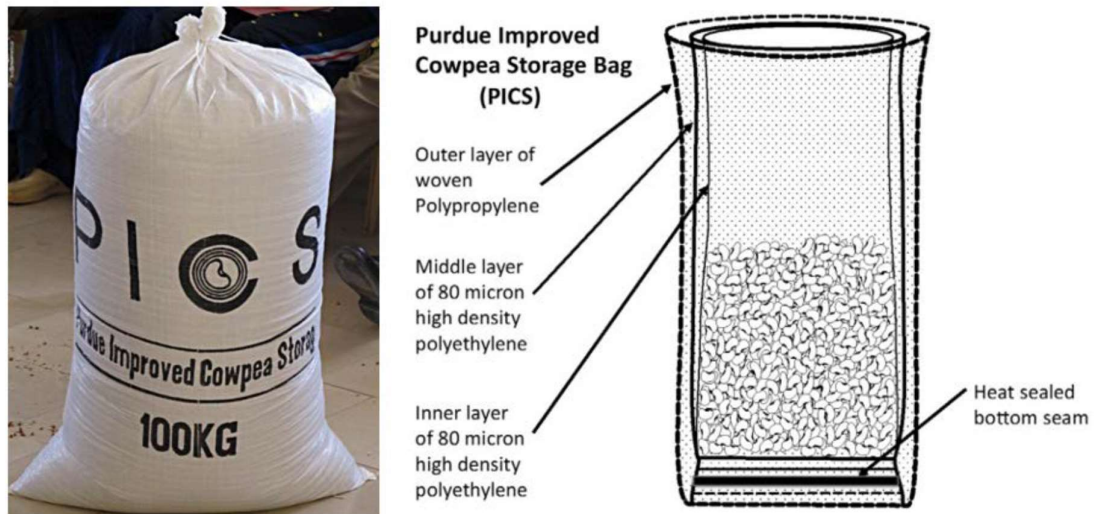 P I C S
Purdue Improved Cowpea Storag
100KG
Purdue Improved
Cowpea Storage Bag
(PICS)
Outer layer of
woven
Polypropylene
Middle layer
of 80 micron
high density
polyethylene
Inner layer
of 80 micron
high density
polyethylene
Heat sealed
bottom seam